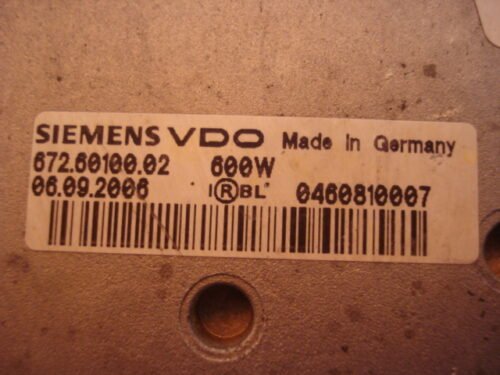 SIEMENS VDO Made in Germany
672.60100.02 600W
06.09.2006 I®BL 0460810007